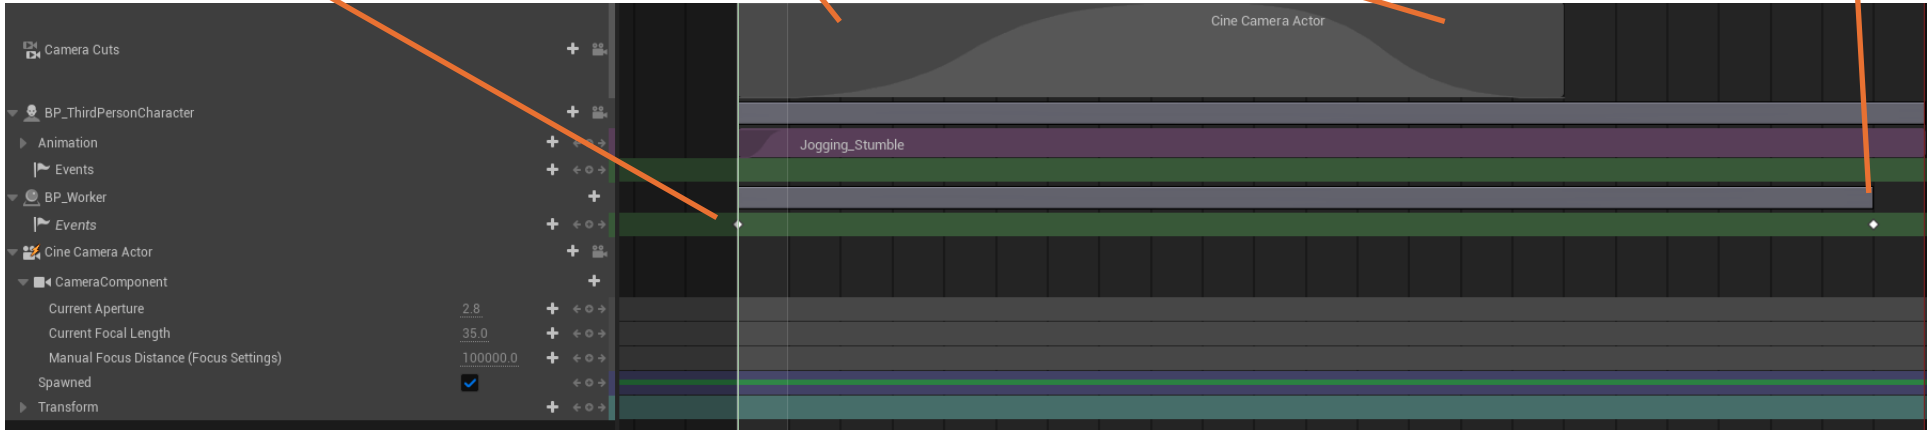 Camera Cuts
Cine Camera Actor
BP_ThirdPersonCharacter
Animation
Jogging_Stumble
Events
BP_Worker
Events
Cine Camera Actor
CameraComponent
Current Aperture 2.8
Current Focal Length 35.0
Manual Focus Distance (Focus Settings) 100000.0
Spawned
Transform